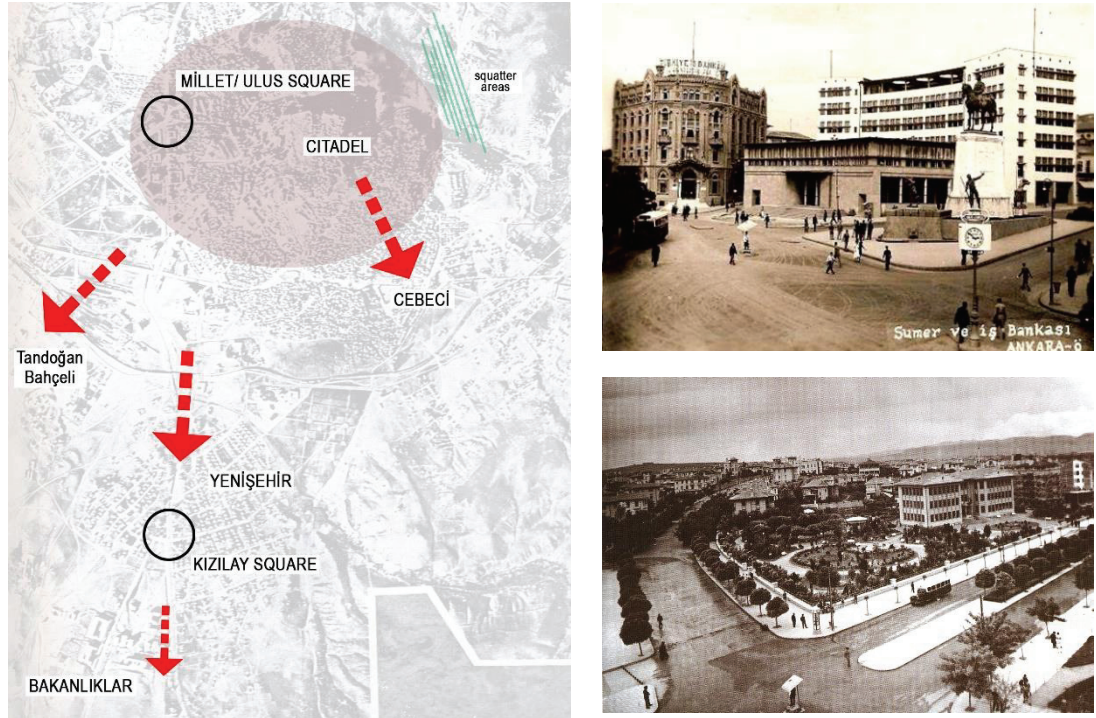 MİLLET/ ULUS SQUARE
squatter
areas
CITADEL
CEBECİ
Tandoğan
Bahçeli
YENİŞEHİR
KIZILAY SQUARE
BAKANLIKLAR
Sumer ve iş Bankası
ANKARA-Ö